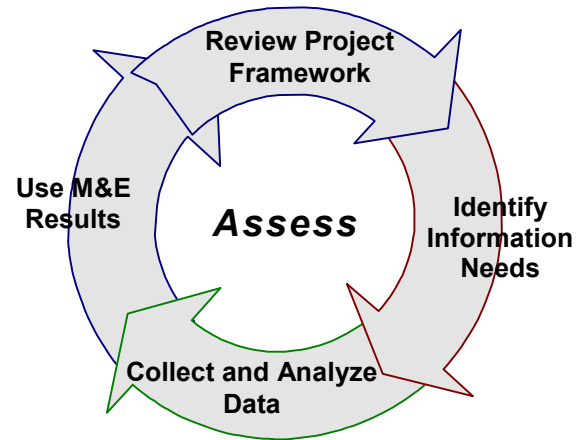 Review Project
Framework
Use M&E
Results
Assess
Identify
Information
Needs
Collect and Analyze
Data